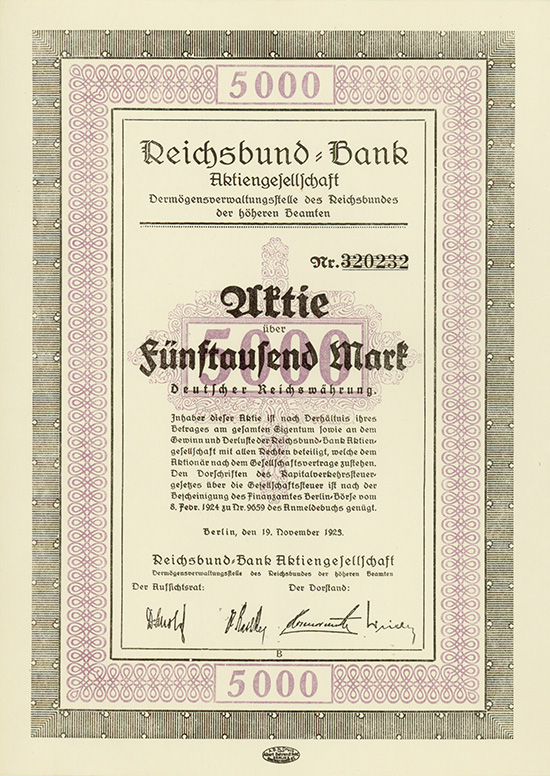 5000
Reichsbund-Bank
Aktiengesellschaft
Vermögensverwaltungsstelle des Reichsbundes
der höheren Beamten
Nr. 320232
Aktie
über
5000
Fünftausend Mark
Deutscher Reichswährung.
Inhaber dieser Aktie ist nach Verhältnis ihres
Betrages am gesamten Eigentum sowie an dem
Gewinn und Verluste der Reichsbund-Bank Aktien-
gesellschaft mit allen Rechten beteiligt, welche dem
Aktionär nach dem Gesellschaftsvertrage zustehen.
Den Vorschriften des Kapitalverkehrsteuer-
gesetzes über die Gesellschaftsteuer ist nach der
Bescheinigung des Finanzamtes Berlin-Börse vom
8. Febr. 1924 zu Nr. 9659 des Anmeldebuchs genügt.
Berlin, den 19. November 1923.
Reichsbund-Bank Aktiengesellschaft
Vermögensverwaltungsstelle des Reichsbundes der höheren Beamten
Der Aufsichtsrat: Der Vorstand:
B
5000